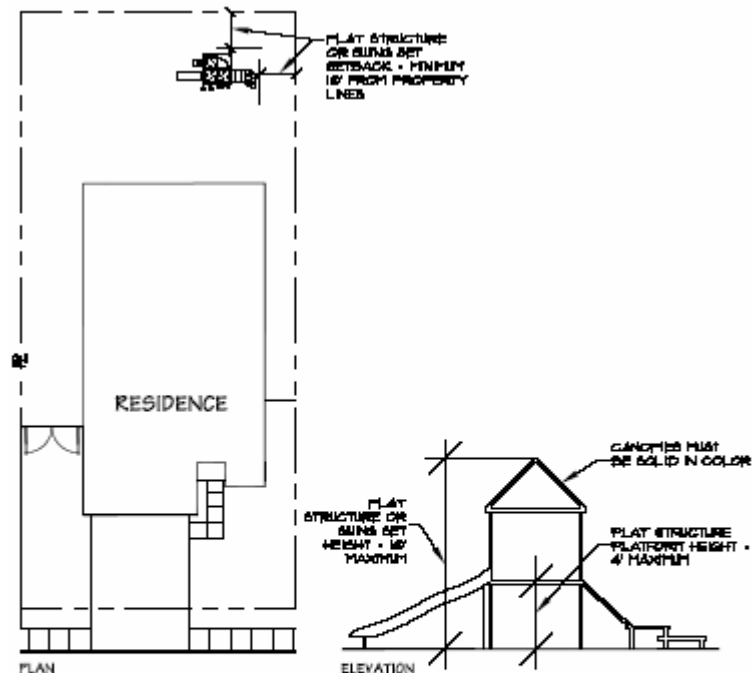 PLAY STRUCTURE
OR SWING SET
SETBACK - MINIMUM
10' FROM PROPERTY
LINES
RESIDENCE
PLAN
PLAY
STRUCTURE OR
SWING SET
HEIGHT - 10'
MAXIMUM
CANOPIES MUST
BE SOLID IN COLOR
PLAY STRUCTURE
PLATFORM HEIGHT -
4' MAXIMUM
ELEVATION